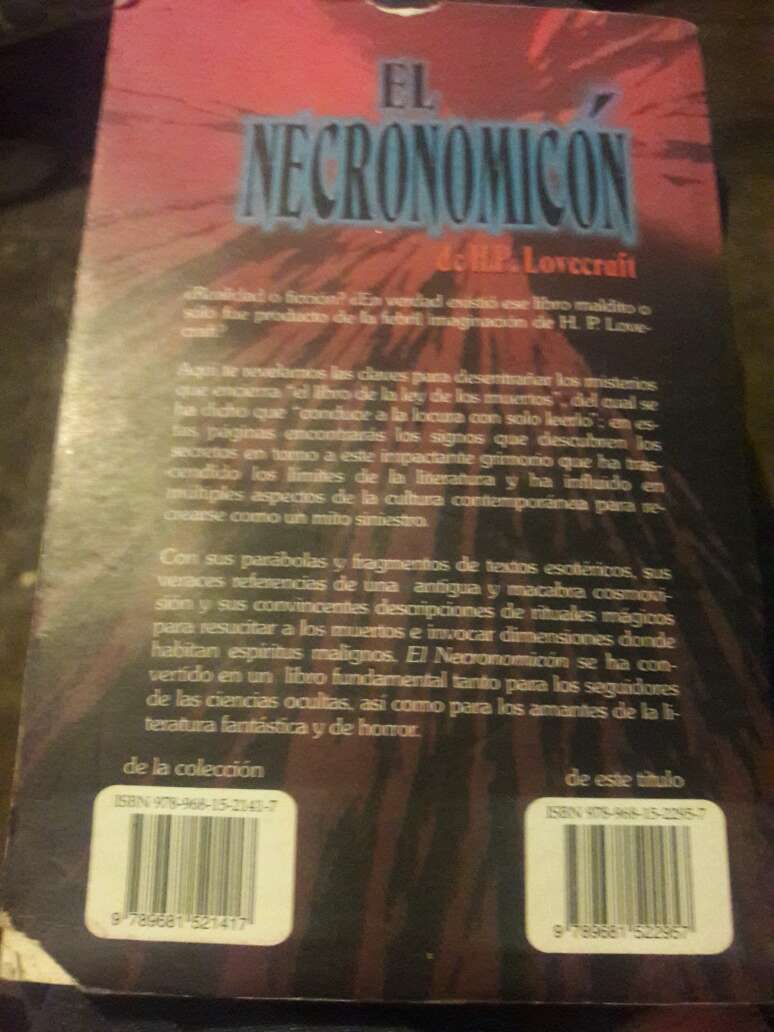 EL
NECRONOMICÓN
de H.P. Lovecraft
¿Realidad o ficción? ¿En verdad existió ese libro maldito o
sólo fue producto de la febril imaginación de H. P. Love-
craft?
Aquí te revelamos las claves para desentrañar los misterios
que encierra "el libro de la ley de los muertos", del cual se
ha dicho que "conduce a la locura con solo leerlo"; en es-
tas páginas encontrarás los signos que descubren los
secretos en torno a este impactante grimorio que ha tras-
cendido los límites de la literatura y ha influido en
múltiples aspectos de la cultura contemporánea para re-
crearse como un mito siniestro.
Con sus parábolas y fragmentos de textos esotéricos, sus
veraces referencias de una antigua y macabra cosmovi-
sión y sus convincentes descripciones de rituales mágicos
para resucitar a los muertos e invocar dimensiones donde
habitan espíritus malignos. El Necronomicón se ha con-
vertido en un libro fundamental tanto para los seguidores
de las ciencias ocultas, así como para los amantes de la li-
teratura fantástica y de horror.
de la colección
de este título
ISBN 978-968-15-2141-7
9 789681 521417
ISBN 978-968-15-2295-7
9 789681 522957